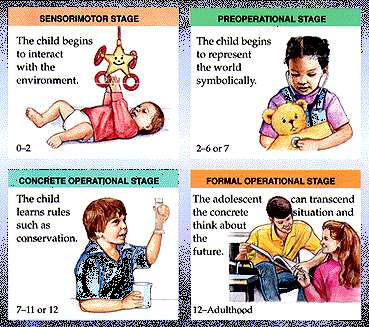 SENSORIMOTOR STAGE
The child begins
to interact
with the
environment.
0–2
PREOPERATIONAL STAGE
The child begins
to represent
the world
symbolically.
2–6 or 7
CONCRETE OPERATIONAL STAGE
The child
learns rules
such as
conservation.
7–11 or 12
FORMAL OPERATIONAL STAGE
The adolescent can transcend
the concrete situation and
think about
the
future.
12–Adulthood